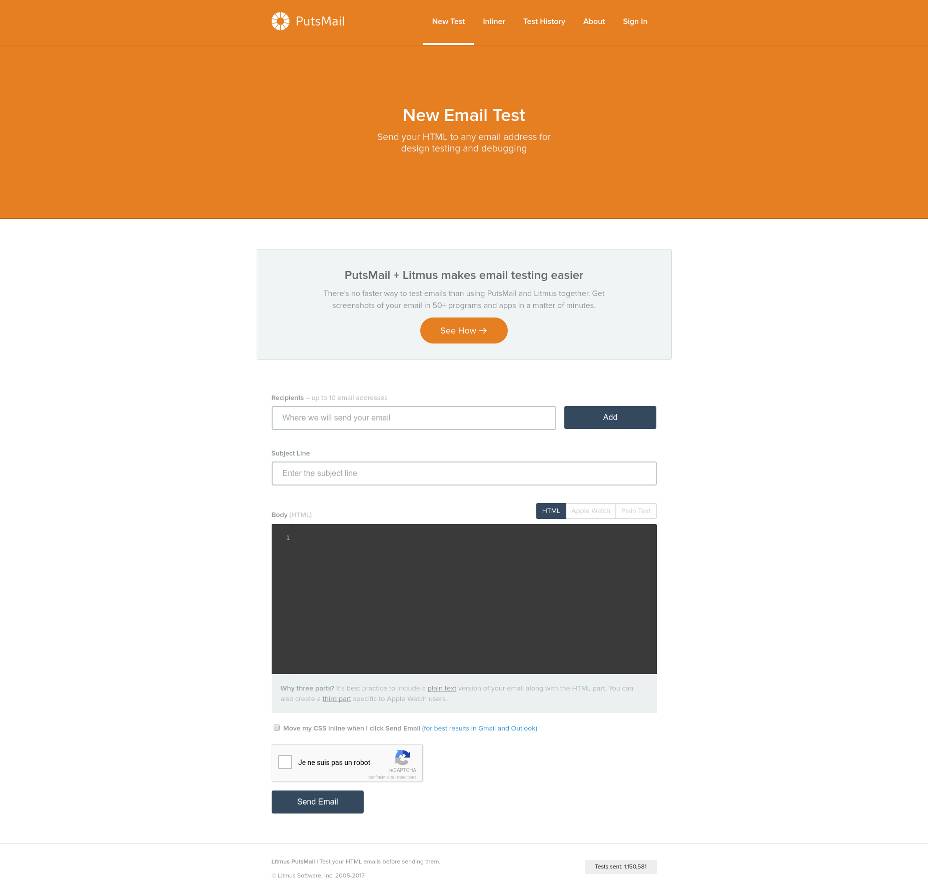 PutsMail
New Test Inliner Test History About Sign In
New Email Test
Send your HTML to any email address for
design testing and debugging
PutsMail + Litmus makes email testing easier
There's no faster way to test emails than using PutsMail and Litmus together. Get
screenshots of your email in 50+ programs and apps in a matter of minutes.
See How →
Recipients – up to 10 email addresses
Where we will send your email
Add
Subject Line
Enter the subject line
Body (HTML)
HTML Apple Watch Plain Text
1
Why three parts? It's best practice to include a plain text version of your email along with the HTML part. You can
also create a third part specific to Apple Watch users.
Move my CSS inline when I click Send Email (for best results in Gmail and Outlook)
Je ne suis pas un robot
reCAPTCHA
Send Email
Litmus PutsMail | Test your HTML emails before sending them.
Tests sent: 1,150,581
© Litmus Software, Inc. 2005-2017